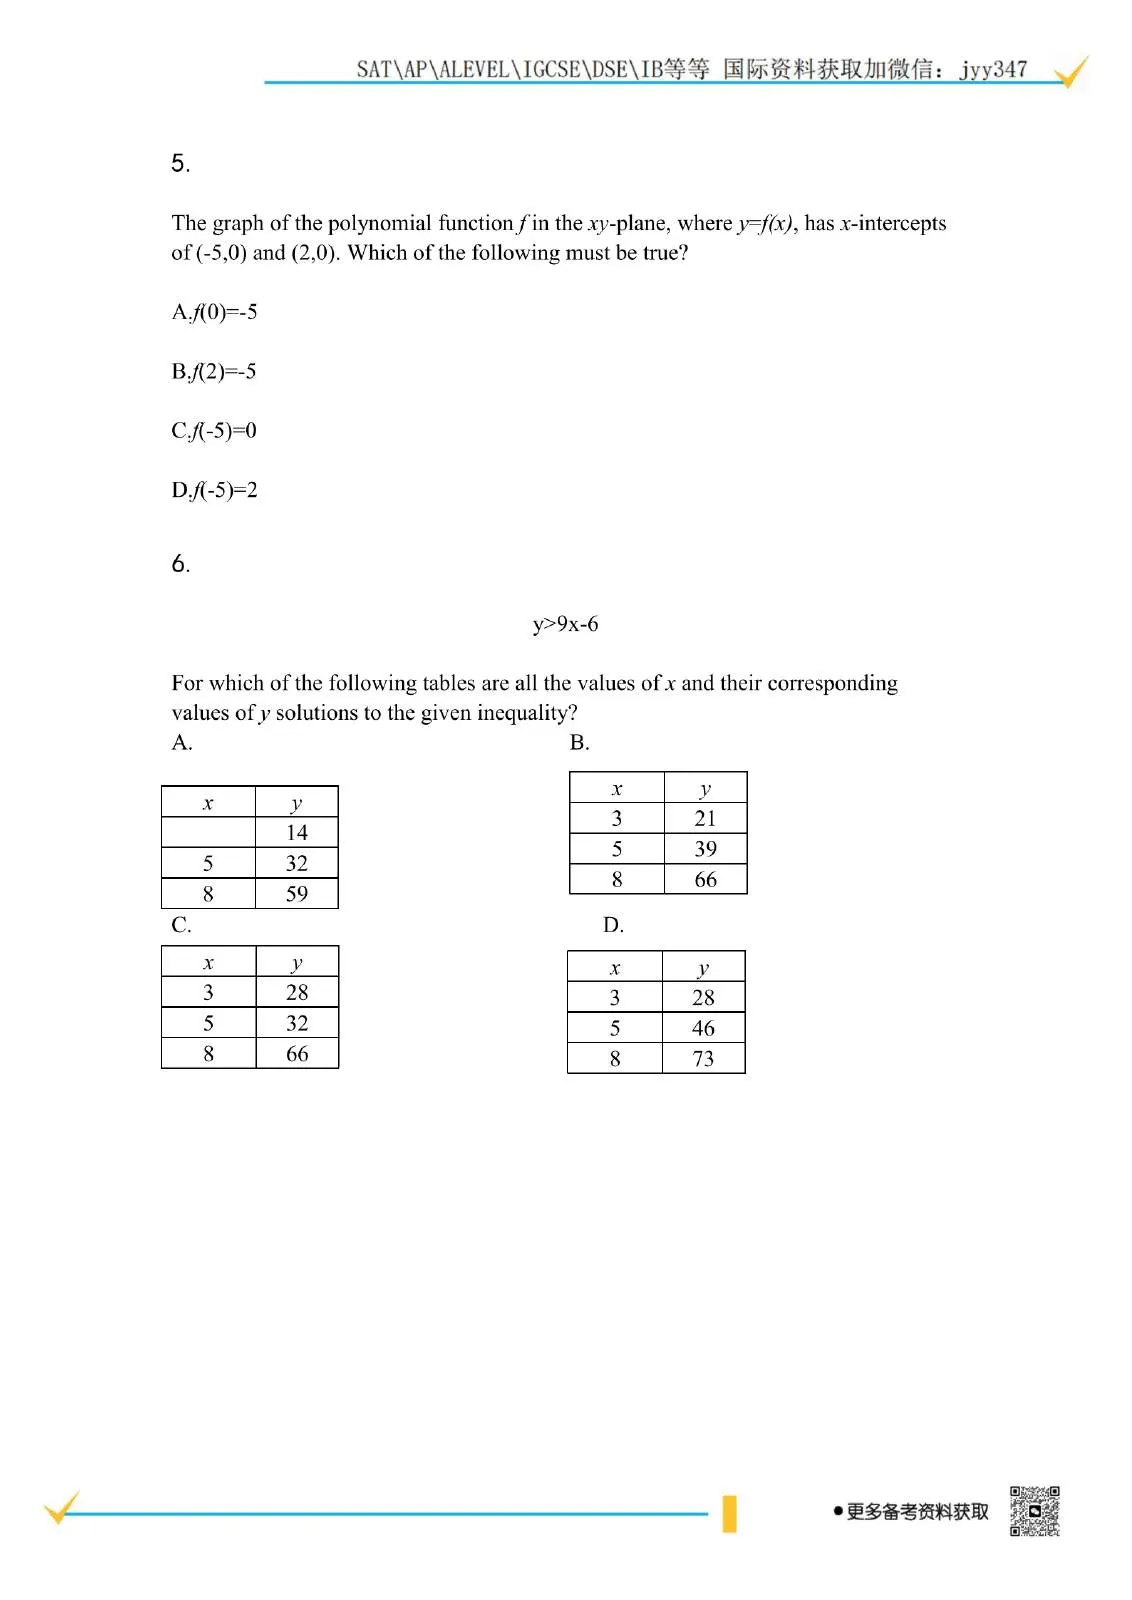 SAT\AP\ALEVEL\IGCSE\DSE\IB等等 国际资料获取加微信：jyy347
5.
The graph of the polynomial function f in the xy-plane, where y=f(x), has x-intercepts
of (-5,0) and (2,0). Which of the following must be true?
A.f(0)=-5
B.f(2)=-5
C.f(-5)=0
D.f(-5)=2
6.
y>9x-6
For which of the following tables are all the values of x and their corresponding
values of y solutions to the given inequality?
A.
x y
14
5 32
8 59
B.
x y
3 21
5 39
8 66
C.
x y
3 28
5 32
8 66
D.
x y
3 28
5 46
8 73
●更多备考资料获取